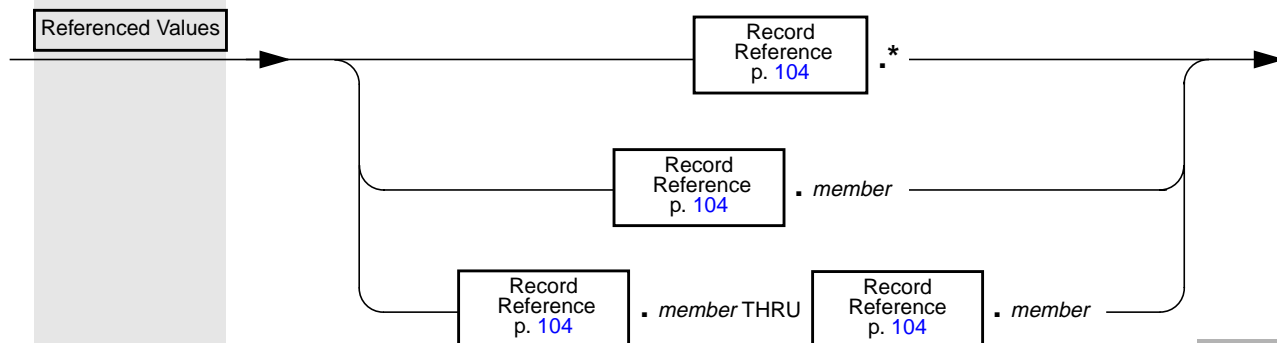 Referenced Values
Record
Reference
p. 104
.*
Record
Reference
p. 104
. member
Record
Reference
p. 104
. member THRU
Record
Reference
p. 104
. member